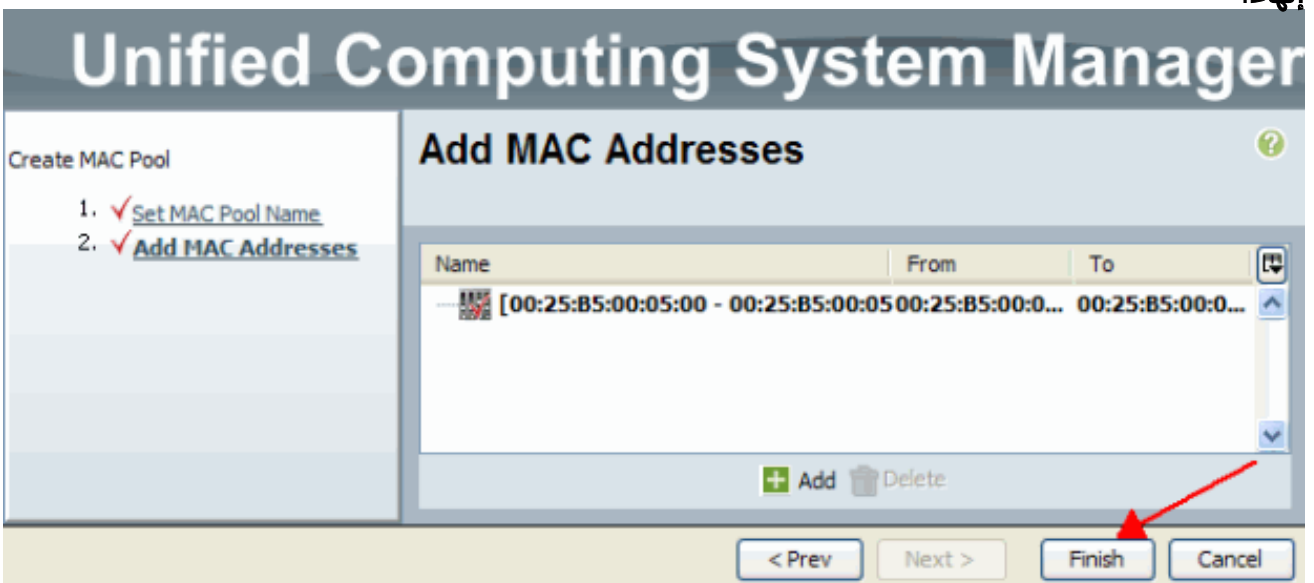 Unified Computing System Manager
Create MAC Pool
1. Set MAC Pool Name
2. Add MAC Addresses
Add MAC Addresses
?
Name From To
[00:25:B5:00:05:00 - 00:25:B5:00:05 00:25:B5:00:0... 00:25:B5:00:0...
Add Delete
< Prev Next > Finish Cancel